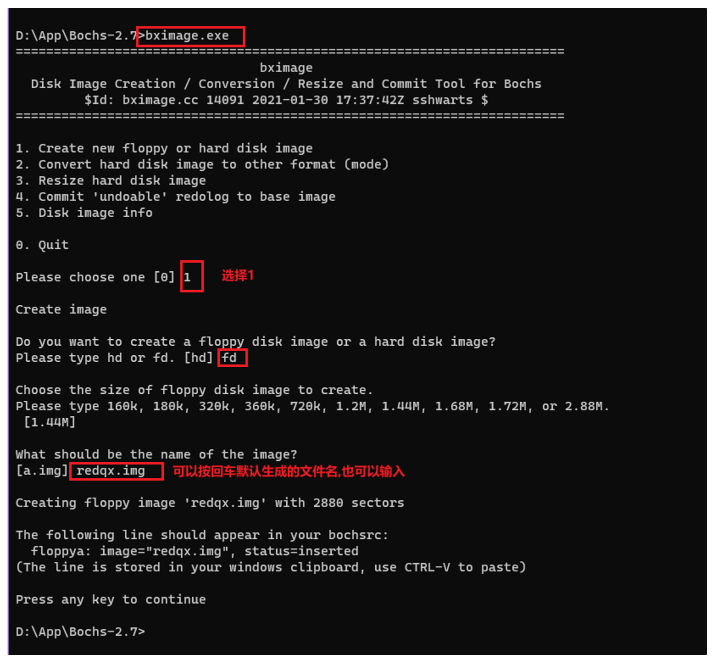 D:\App\Bochs-2.7>bximage.exe
========================================================================
bximage
Disk Image Creation / Conversion / Resize and Commit Tool for Bochs
$Id: bximage.cc 14091 2021-01-30 17:37:42Z sshwarts $
========================================================================
1. Create new floppy or hard disk image
2. Convert hard disk image to other format (mode)
3. Resize hard disk image
4. Commit 'undoable' redolog to base image
5. Disk image info
0. Quit
Please choose one [0] 1 选择1
Create image
Do you want to create a floppy disk image or a hard disk image?
Please type hd or fd. [hd] fd
Choose the size of floppy disk image to create.
Please type 160k, 180k, 320k, 360k, 720k, 1.2M, 1.44M, 1.68M, 1.72M, or 2.88M.
[1.44M]
What should be the name of the image?
[a.img] redqx.img 可以按回车默认生成的文件名,也可以输入
Creating floppy image 'redqx.img' with 2880 sectors
The following line should appear in your bochsrc:
floppya: image="redqx.img", status=inserted
(The line is stored in your windows clipboard, use CTRL-V to paste)
Press any key to continue
D:\App\Bochs-2.7>